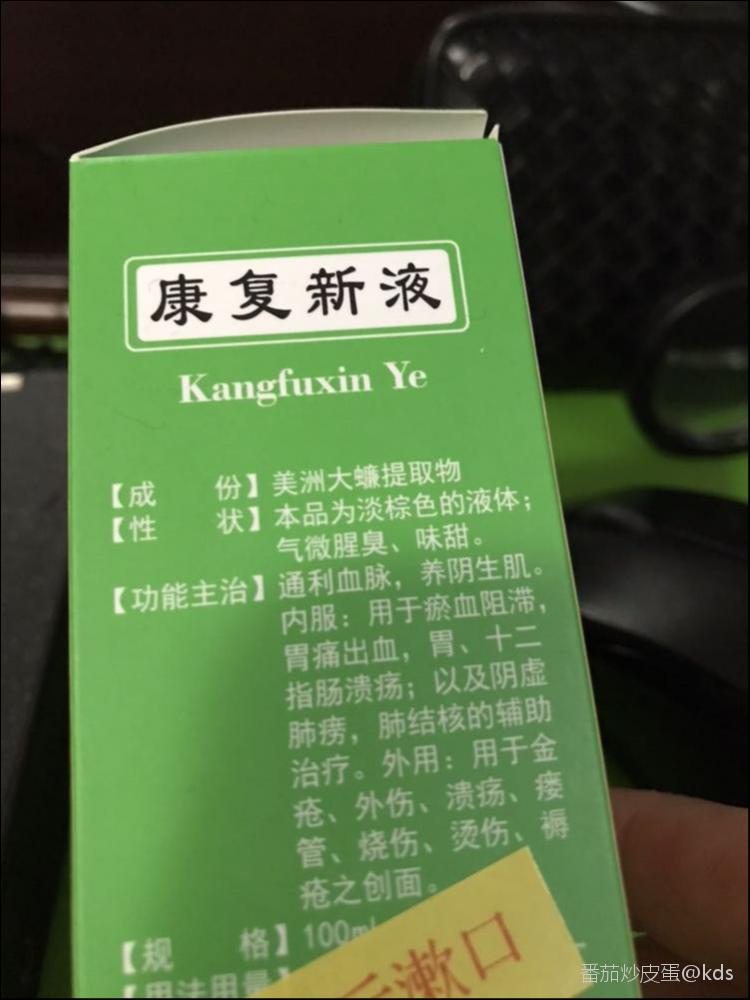 康复新液
Kangfuxin Ye
【成 份】美洲大蠊提取物
【性 状】本品为淡棕色的液体；
气微腥臭、味甜。
【功能主治】通利血脉，养阴生肌。
内服：用于瘀血阻滞，
胃痛出血，胃、十二
指肠溃疡；以及阴虚
肺痨，肺结核的辅助
治疗。外用：用于金
疮、外伤、溃疡、瘘
管、烧伤、烫伤、褥
疮之创面。
【规 格】100ml
【用法用量】
漱口
番茄炒皮蛋@kds